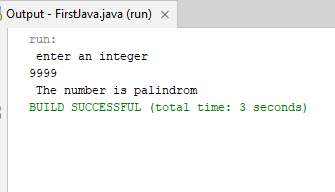 Output - FirstJava.java (run) ×
run:
enter an integer
9999
The number is palindrom
BUILD SUCCESSFUL (total time: 3 seconds)